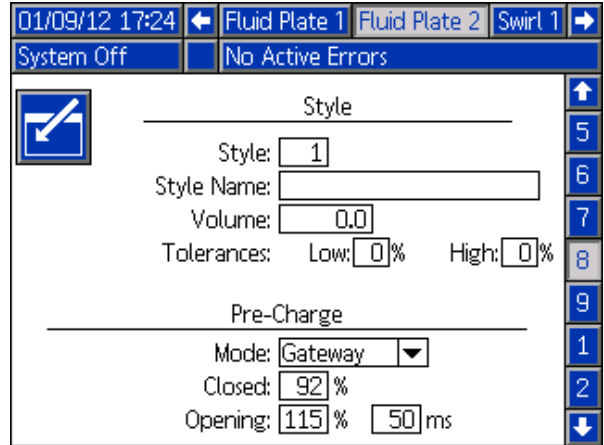 01/09/12 17:24 Fluid Plate 1 Fluid Plate 2 Swirl 1
System Off No Active Errors
Style
5
Style: 1
6
Style Name:
Volume: 0.0
7
Tolerances: Low: 0% High: 0%
8
9
Pre-Charge
Mode: Gateway
1
Closed: 92 %
2
Opening: 115 % 50 ms